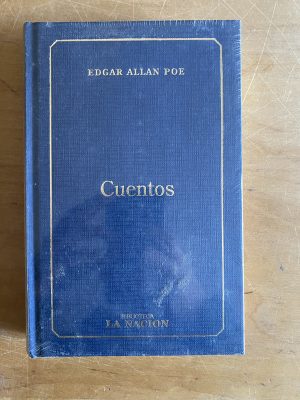 EDGAR ALLAN POE
Cuentos
BIBLIOTECA
LA NACION